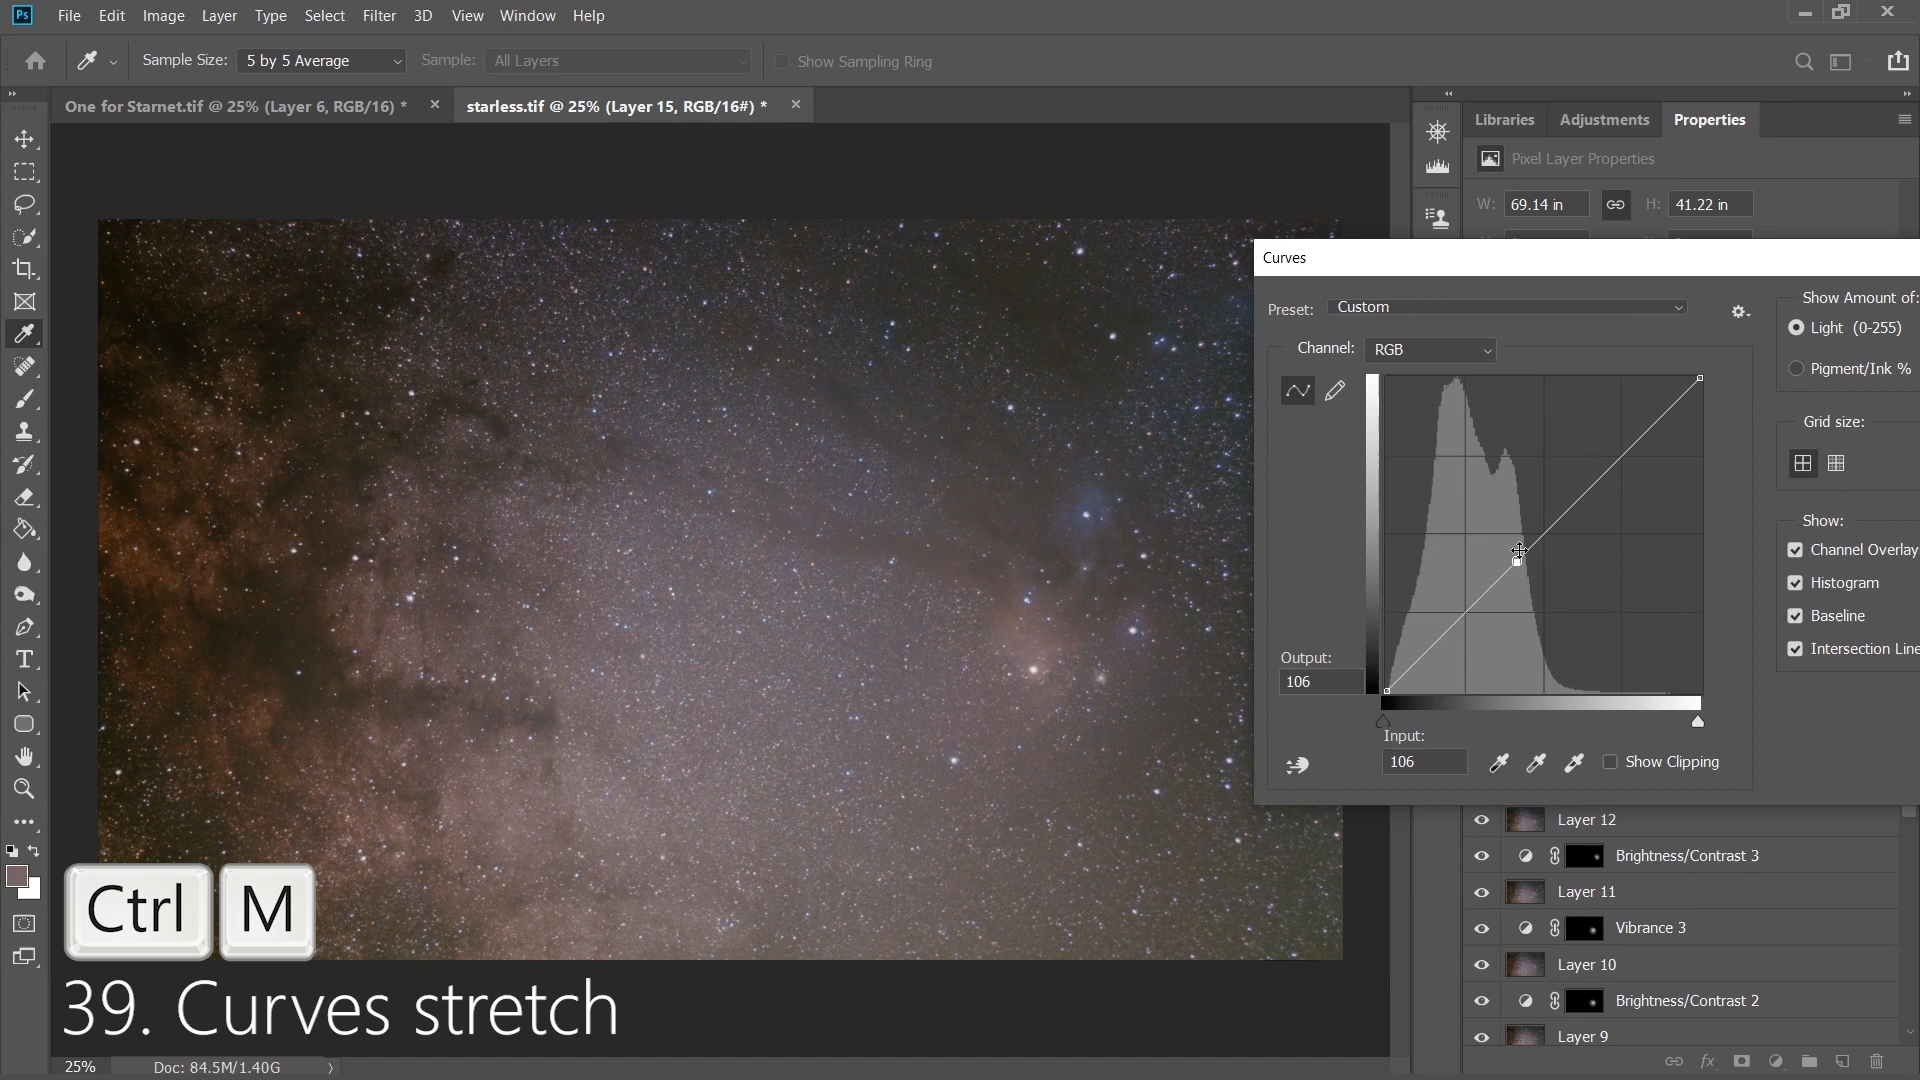 Ps File Edit Image Layer Type Select Filter 3D View Window Help
Sample Size: 5 by 5 Average Sample: All Layers Show Sampling Ring
One for Starnet.tif @ 25% (Layer 6, RGB/16) * × starless.tif @ 25% (Layer 15, RGB/16#) * ×
Libraries Adjustments Properties
Pixel Layer Properties
W: 69.14 in H: 41.22 in
Curves
Preset: Custom
Show Amount of:
Channel: RGB
Light (0-255)
Pigment/Ink %
Grid size:
Show:
Channel Overlay
Histogram
Baseline
Intersection Line
Output:
106
Input:
106
Show Clipping
Layer 12
Brightness/Contrast 3
Layer 11
Vibrance 3
Layer 10
Brightness/Contrast 2
Layer 9
fx
Ctrl M
39. Curves stretch
25% Doc: 84.5M/1.40G